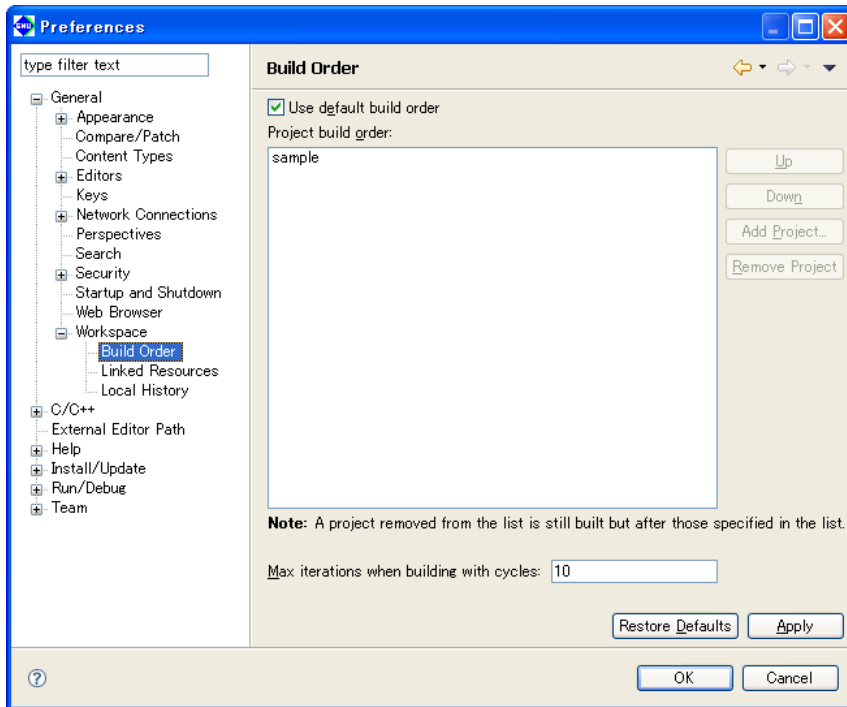 GNU Preferences
type filter text
General
Appearance
Compare/Patch
Content Types
Editors
Keys
Network Connections
Perspectives
Search
Security
Startup and Shutdown
Web Browser
Workspace
Build Order
Linked Resources
Local History
C/C++
External Editor Path
Help
Install/Update
Run/Debug
Team
Build Order
Use default build order
Project build order:
sample
Up
Down
Add Project...
Remove Project
Note: A project removed from the list is still built but after those specified in the list.
Max iterations when building with cycles: 10
Restore Defaults Apply
? OK Cancel